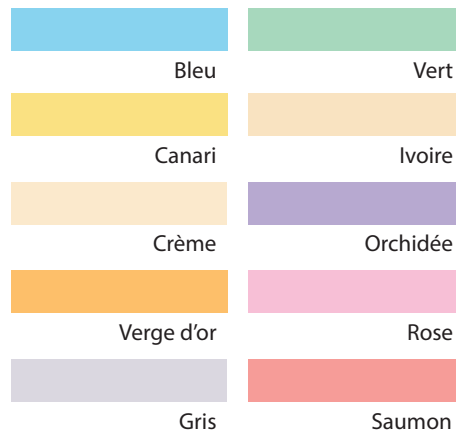 Bleu
Vert
Canari
Ivoire
Crème
Orchidée
Verge d'or
Rose
Gris
Saumon